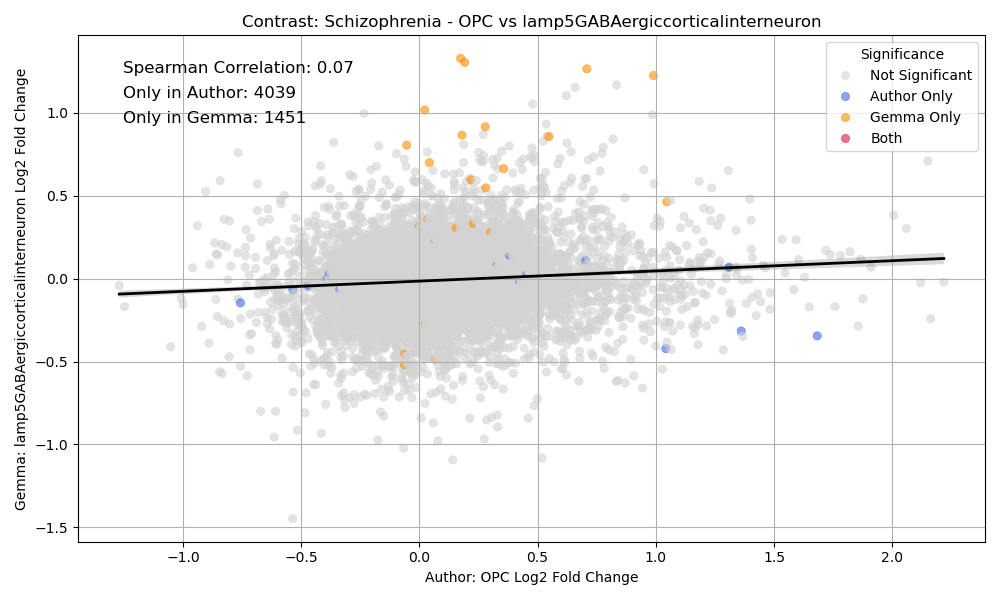 Contrast: Schizophrenia - OPC vs lamp5GABAergiccorticalinterneuron
Spearman Correlation: 0.07
Only in Author: 4039
Only in Gemma: 1451
Significance
Not Significant
Author Only
Gemma Only
Both
Gemma: lamp5GABAergiccorticalinterneuron Log2 Fold Change
1.0
0.5
0.0
−0.5
−1.0
−1.5
−1.0 −0.5 0.0 0.5 1.0 1.5 2.0
Author: OPC Log2 Fold Change